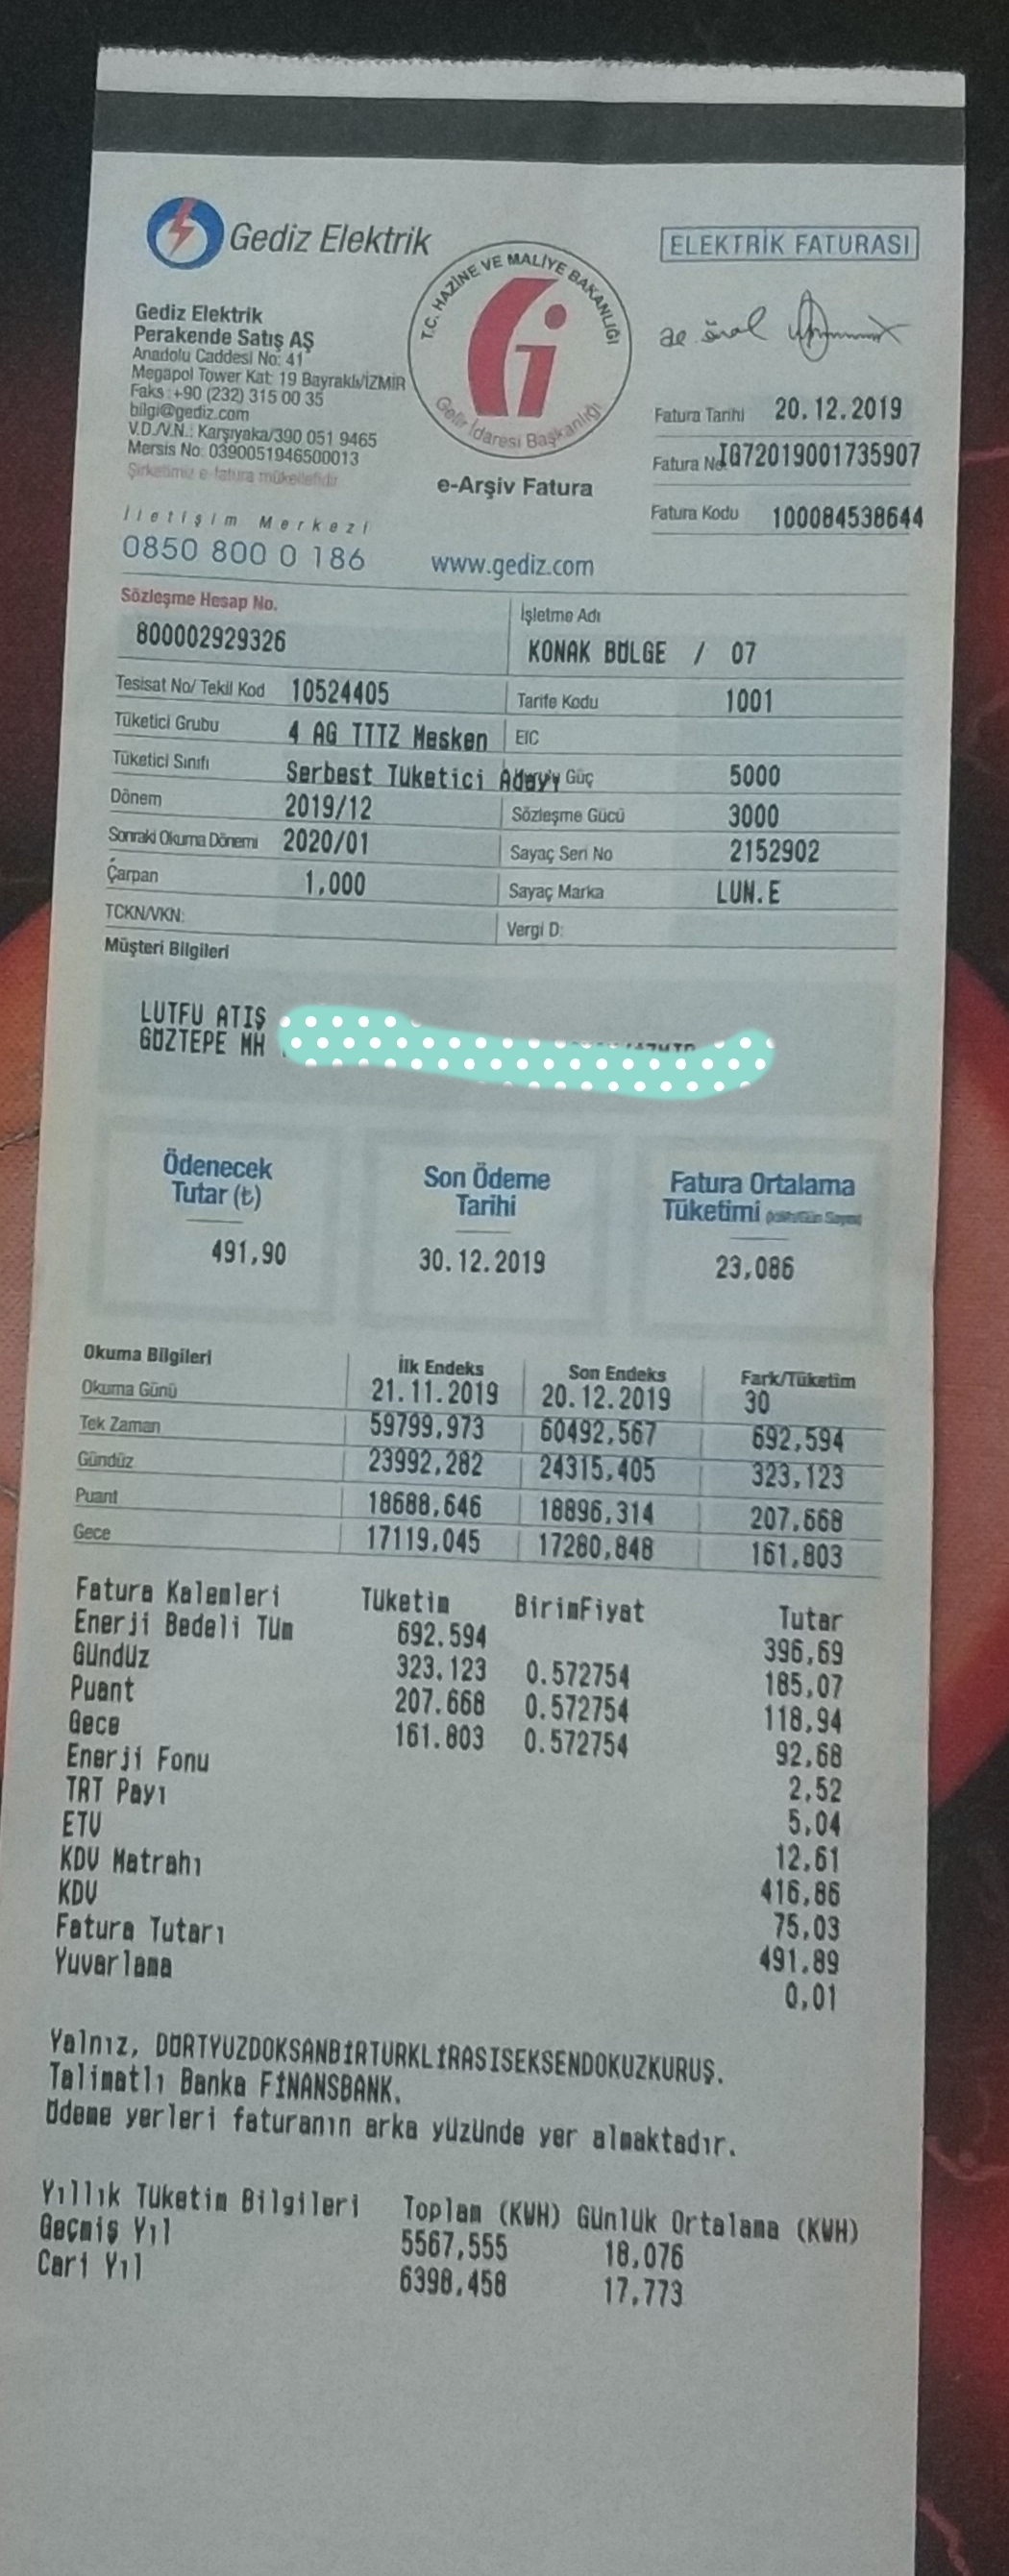 Gediz Elektrik
ELEKTRİK FATURASI
T.C. HAZİNE VE MALİYE BAKANLIĞI
Gelir İdaresi Başkanlığı
e-Arşiv Fatura
Gediz Elektrik
Perakende Satış AŞ
Anadolu Caddesi No: 41
Megapol Tower Kat: 19 Bayraklı/İZMİR
Faks :+90 (232) 315 00 35
bilgi@gediz.com
V.D./V.N.: Karşıyaka/390 051 9465
Mersis No: 0390051946500013
Şirketimiz e-fatura mükellefidir
Fatura Tarihi 20.12.2019
Fatura No IG72019001735907
Fatura Kodu 100084538644
İletişim Merkezi
0850 800 0 186 www.gediz.com
Sözleşme Hesap No. İşletme Adı
800002929326 KONAK BÖLGE / 07
Tesisat No/ Tekil Kod 10524405 Tarife Kodu 1001
Tüketici Grubu 4 AG TTTZ Mesken EIC
Tüketici Sınıfı Serbest Tüketici Adayı Güç 5000
Dönem 2019/12 Sözleşme Gücü 3000
Sonraki Okuma Dönemi 2020/01 Sayaç Seri No 2152902
Çarpan 1,000 Sayaç Marka LUN.E
TCKN/VKN: Vergi D:
Müşteri Bilgileri
LUTFU ATIŞ
GÖZTEPE MH
Ödenecek Tutar (₺) Son Ödeme Tarihi Fatura Ortalama Tüketimi
491,90 30.12.2019 23,086
Okuma Bilgileri İlk Endeks Son Endeks Fark/Tüketim
Okuma Günü 21.11.2019 20.12.2019 30
Tek Zaman 59799,973 60492,567 692,594
Gündüz 23992,282 24315,405 323,123
Puant 18688,646 18896,314 207,668
Gece 17119,045 17280,848 161,803
Fatura Kalemleri Tüketim BirimFiyat Tutar
Enerji Bedeli Tüm 692.594 396,69
Gündüz 323.123 0.572754 185,07
Puant 207.668 0.572754 118,94
Gece 161.803 0.572754 92,68
Enerji Fonu 2,52
TRT Payı 5,04
ETV 12,61
KDV Matrahı 416,86
KDV 75,03
Fatura Tutarı 491.89
Yuvarlama 0,01
Yalnız, DÖRTYÜZDOKSANBİRTÜRKLİRASISEKSENDOKUZKURUŞ.
Talimatlı Banka FİNANSBANK.
Ödeme yerleri faturanın arka yüzünde yer almaktadır.
Yıllık Tüketim Bilgileri Toplam (KWH) Günlük Ortalama (KWH)
Geçmiş Yıl 5567,555 18,076
Cari Yıl 6398,458 17,773